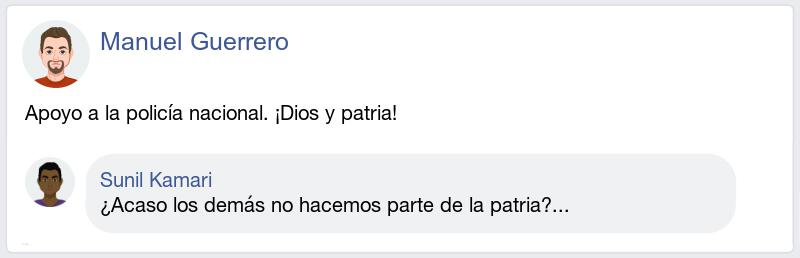 Manuel Guerrero
Apoyo a la policía nacional. ¡Dios y patria!
Sunil Kamari
¿Acaso los demás no hacemos parte de la patria?...